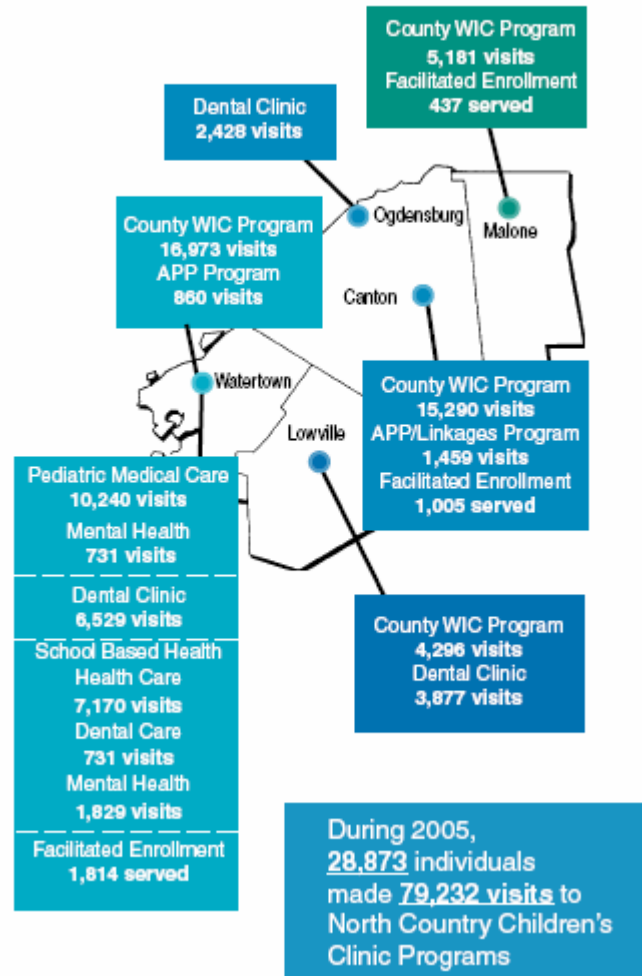 County WIC Program
5,181 visits
Facilitated Enrollment
437 served
Dental Clinic
2,428 visits
Ogdensburg
Malone
County WIC Program
16,973 visits
APP Program
860 visits
Canton
Watertown
Lowville
County WIC Program
15,290 visits
APP/Linkages Program
1,459 visits
Facilitated Enrollment
1,005 served
Pediatric Medical Care
10,240 visits
Mental Health
731 visits
Dental Clinic
6,529 visits
School Based Health
Health Care
7,170 visits
Dental Care
731 visits
Mental Health
1,829 visits
Facilitated Enrollment
1,814 served
County WIC Program
4,296 visits
Dental Clinic
3,877 visits
During 2005,
28,873 individuals
made 79,232 visits to
North Country Children's
Clinic Programs